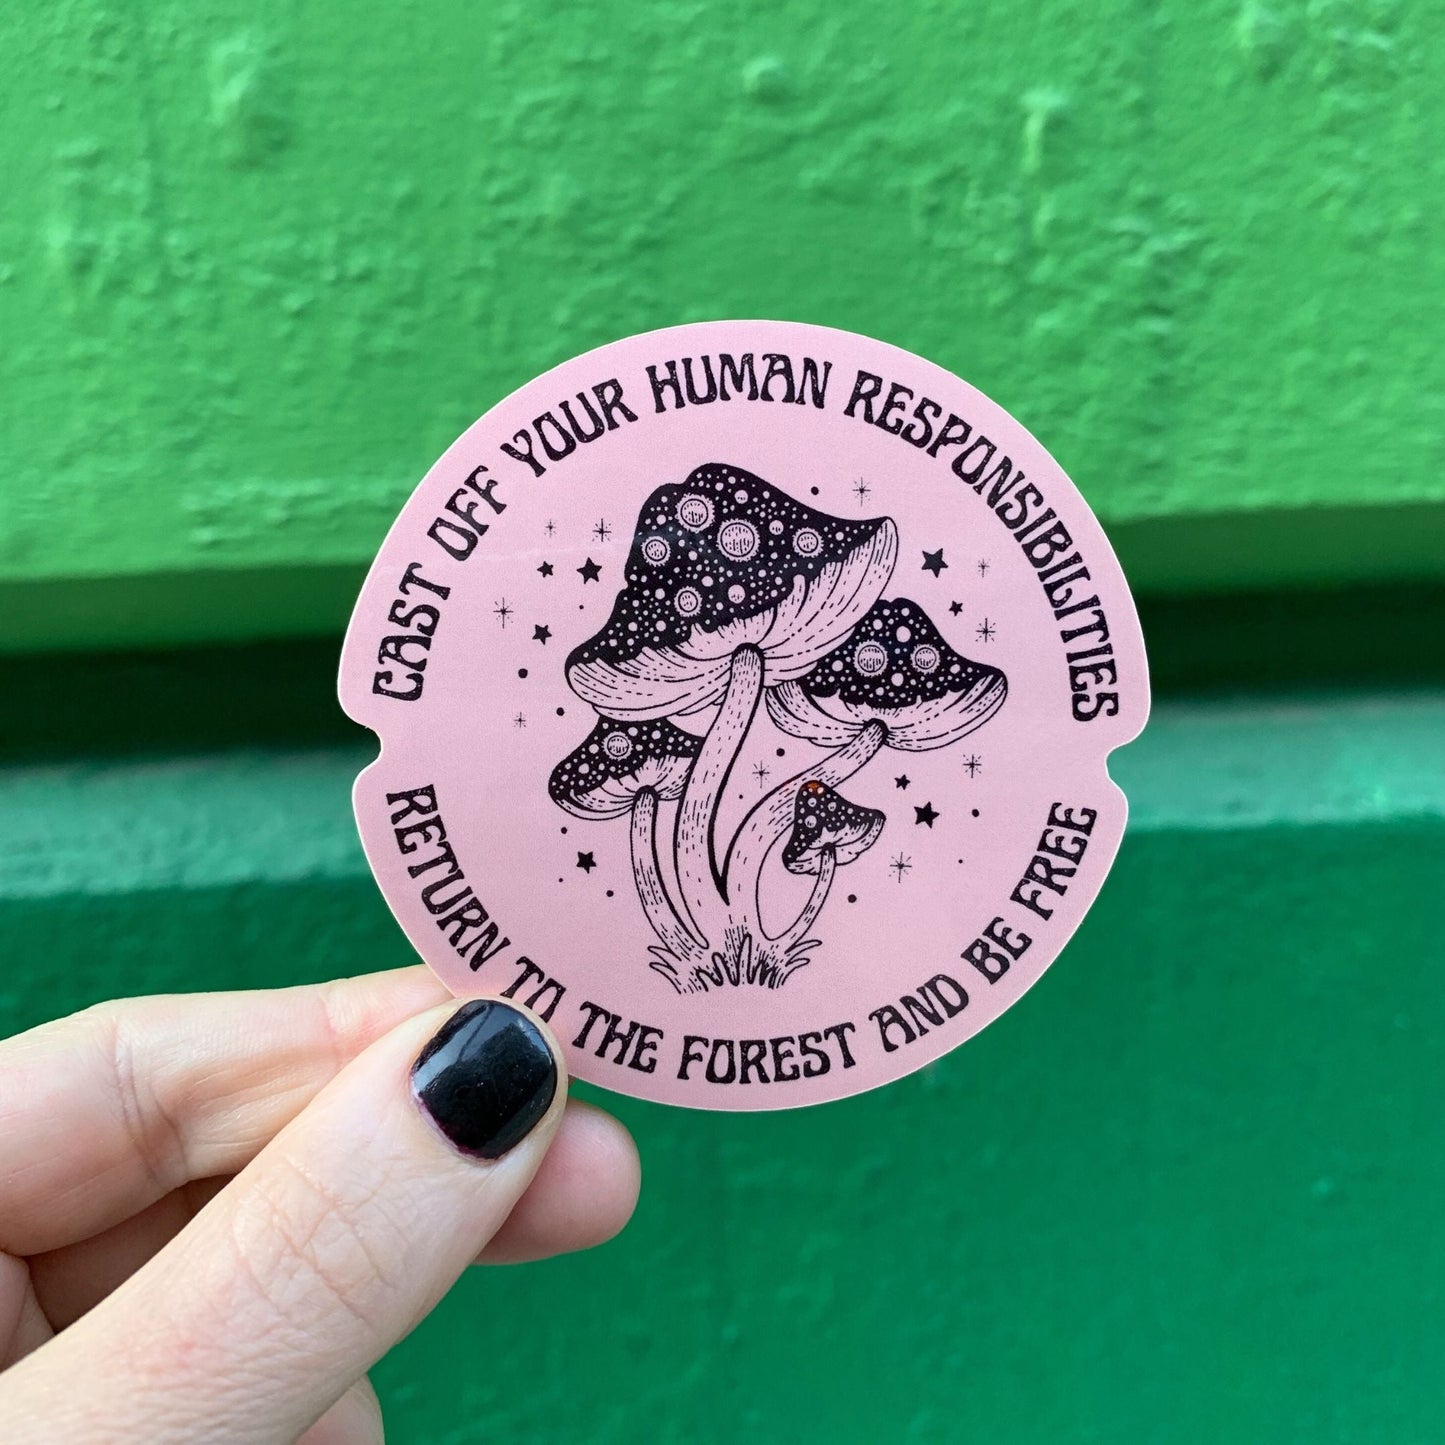 CAST OFF YOUR HUMAN RESPONSIBILITIES
RETURN TO THE FOREST AND BE FREE